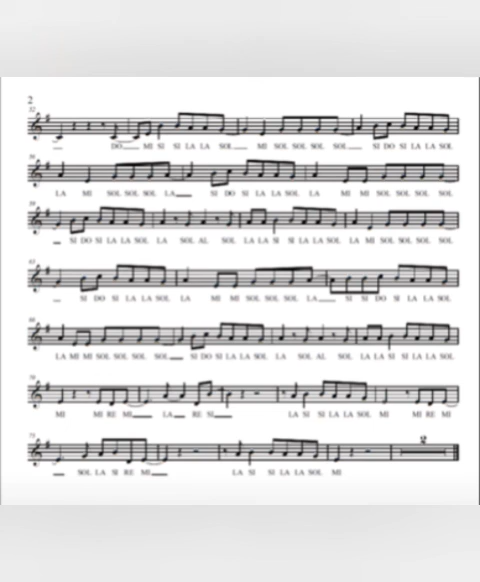 2
DO MI SI SI LA LA SOL MI SOL SOL SOL SOL SI DO SI LA LA SOL
LA MI SOL SOL SOL LA SI DO SI LA LA SOL LA MI MI SOL SOL SOL SOL
SI DO SI LA LA SOL LA SOL AL SOL LA LA SI SI LA LA SOL LA MI SOL SOL SOL SOL
63
SI DO SI LA LA SOL LA MI MI SOL SOL SOL LA SI SI DO SI LA LA SOL
66
LA MI MI SOL SOL SOL SOL SI DO SI LA LA SOL LA SOL AL SOL LA LA SI SI LA LA SOL
MI MI RE MI LA RE SI LA SI SI LA LA SOL MI MI RE MI
2
SOL LA SI RE MI LA SI SI LA LA SOL MI